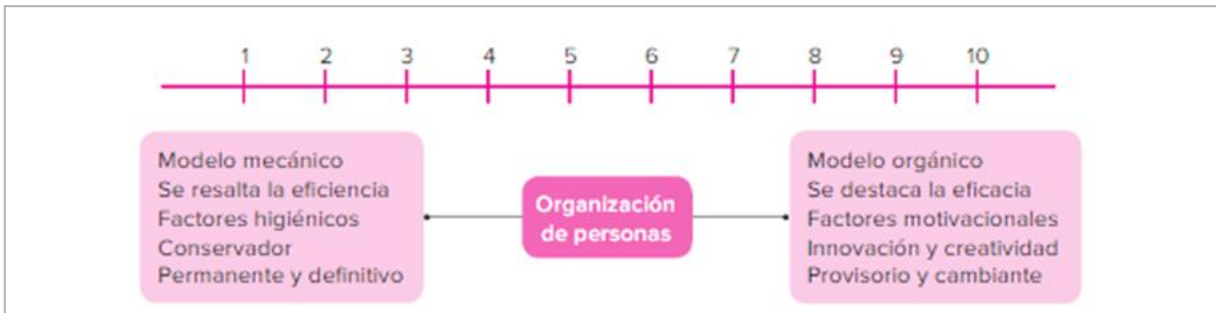 1 2 3 4 5 6 7 8 9 10
Modelo mecánico
Se resalta la eficiencia
Factores higiénicos
Conservador
Permanente y definitivo
Organización
de personas
Modelo orgánico
Se destaca la eficacia
Factores motivacionales
Innovación y creatividad
Provisorio y cambiante